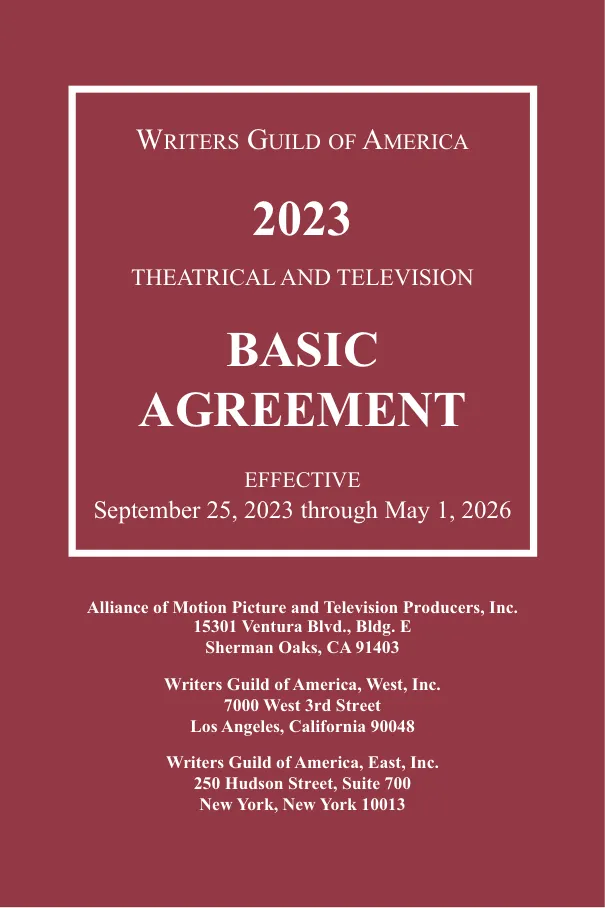 WRITERS GUILD OF AMERICA
2023
THEATRICAL AND TELEVISION
BASIC
AGREEMENT
EFFECTIVE
September 25, 2023 through May 1, 2026
Alliance of Motion Picture and Television Producers, Inc.
15301 Ventura Blvd., Bldg. E
Sherman Oaks, CA 91403
Writers Guild of America, West, Inc.
7000 West 3rd Street
Los Angeles, California 90048
Writers Guild of America, East, Inc.
250 Hudson Street, Suite 700
New York, New York 10013